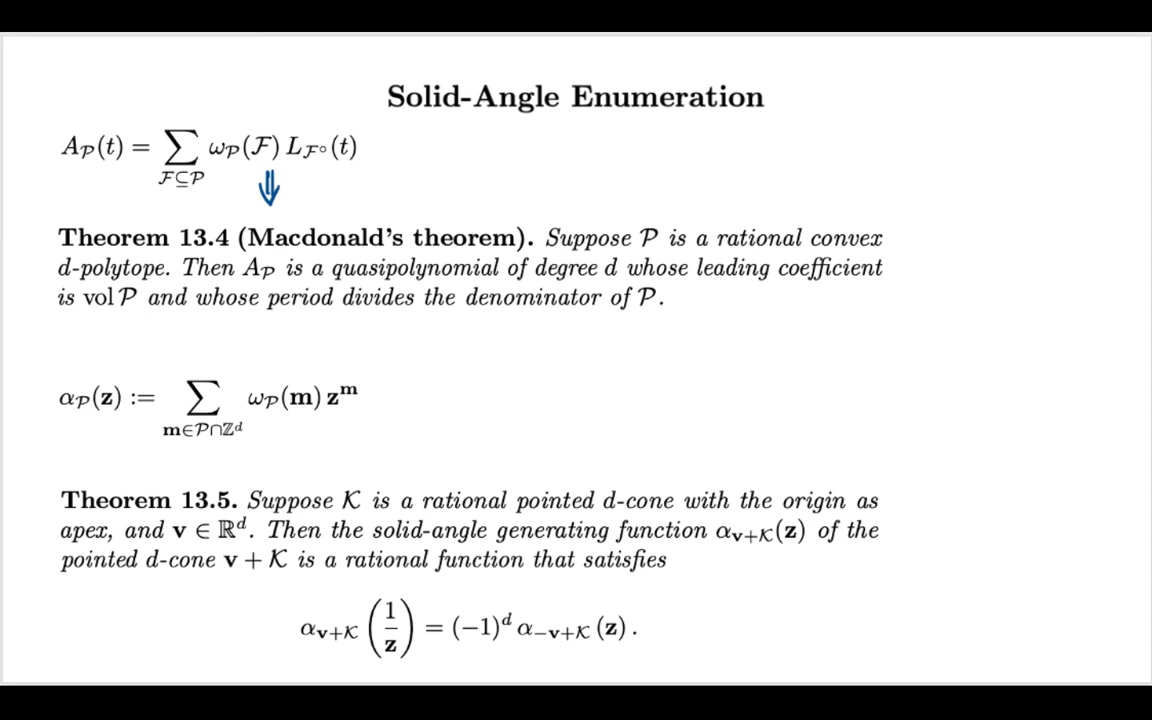 Solid-Angle Enumeration
A_𝒫(t) = ∑_{ℱ⊆𝒫} ω_𝒫(ℱ) L_{ℱ°}(t)
⇓
Theorem 13.4 (Macdonald's theorem). Suppose 𝒫 is a rational convex
d-polytope. Then A_𝒫 is a quasipolynomial of degree d whose leading coefficient
is vol 𝒫 and whose period divides the denominator of 𝒫.
α_𝒫(𝐳) := ∑_{𝐦∈𝒫∩ℤ^d} ω_𝒫(𝐦) 𝐳^𝐦
Theorem 13.5. Suppose 𝒦 is a rational pointed d-cone with the origin as
apex, and 𝐯 ∈ ℝ^d. Then the solid-angle generating function α_{𝐯+𝒦}(𝐳) of the
pointed d-cone 𝐯 + 𝒦 is a rational function that satisfies
α_{𝐯+𝒦} (1/𝐳) = (−1)^d α_{−𝐯+𝒦} (𝐳) .